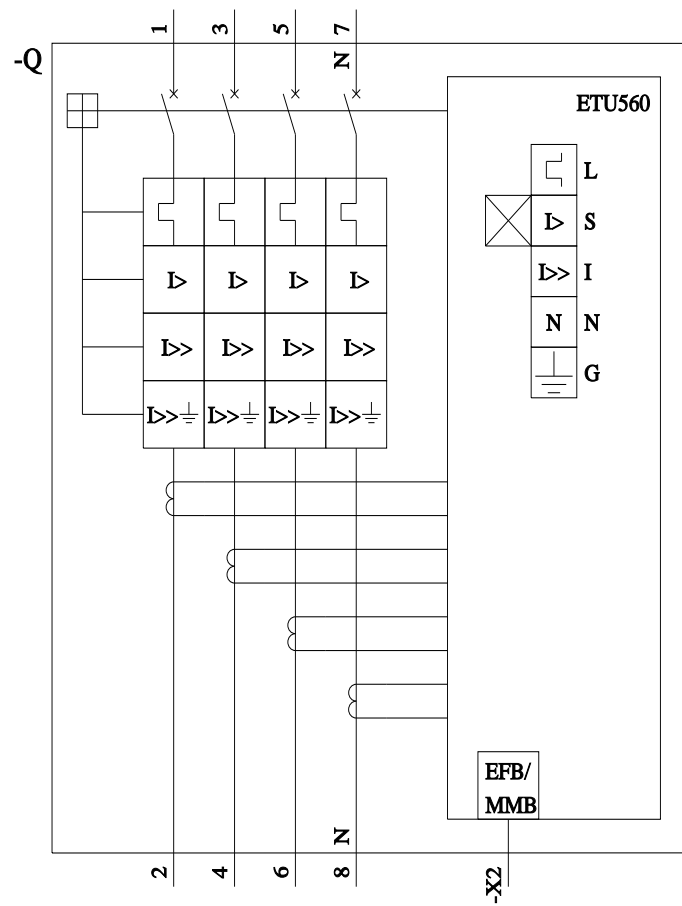 1 3 5 7
-Q
N
ETU560
L
I> S
I> I> I> I>
I>> I
I>> I>> I>> I>>
N N
G
I>> I>> I>> I>>
EFB/
MMB
N
2 4 6 8
-X2